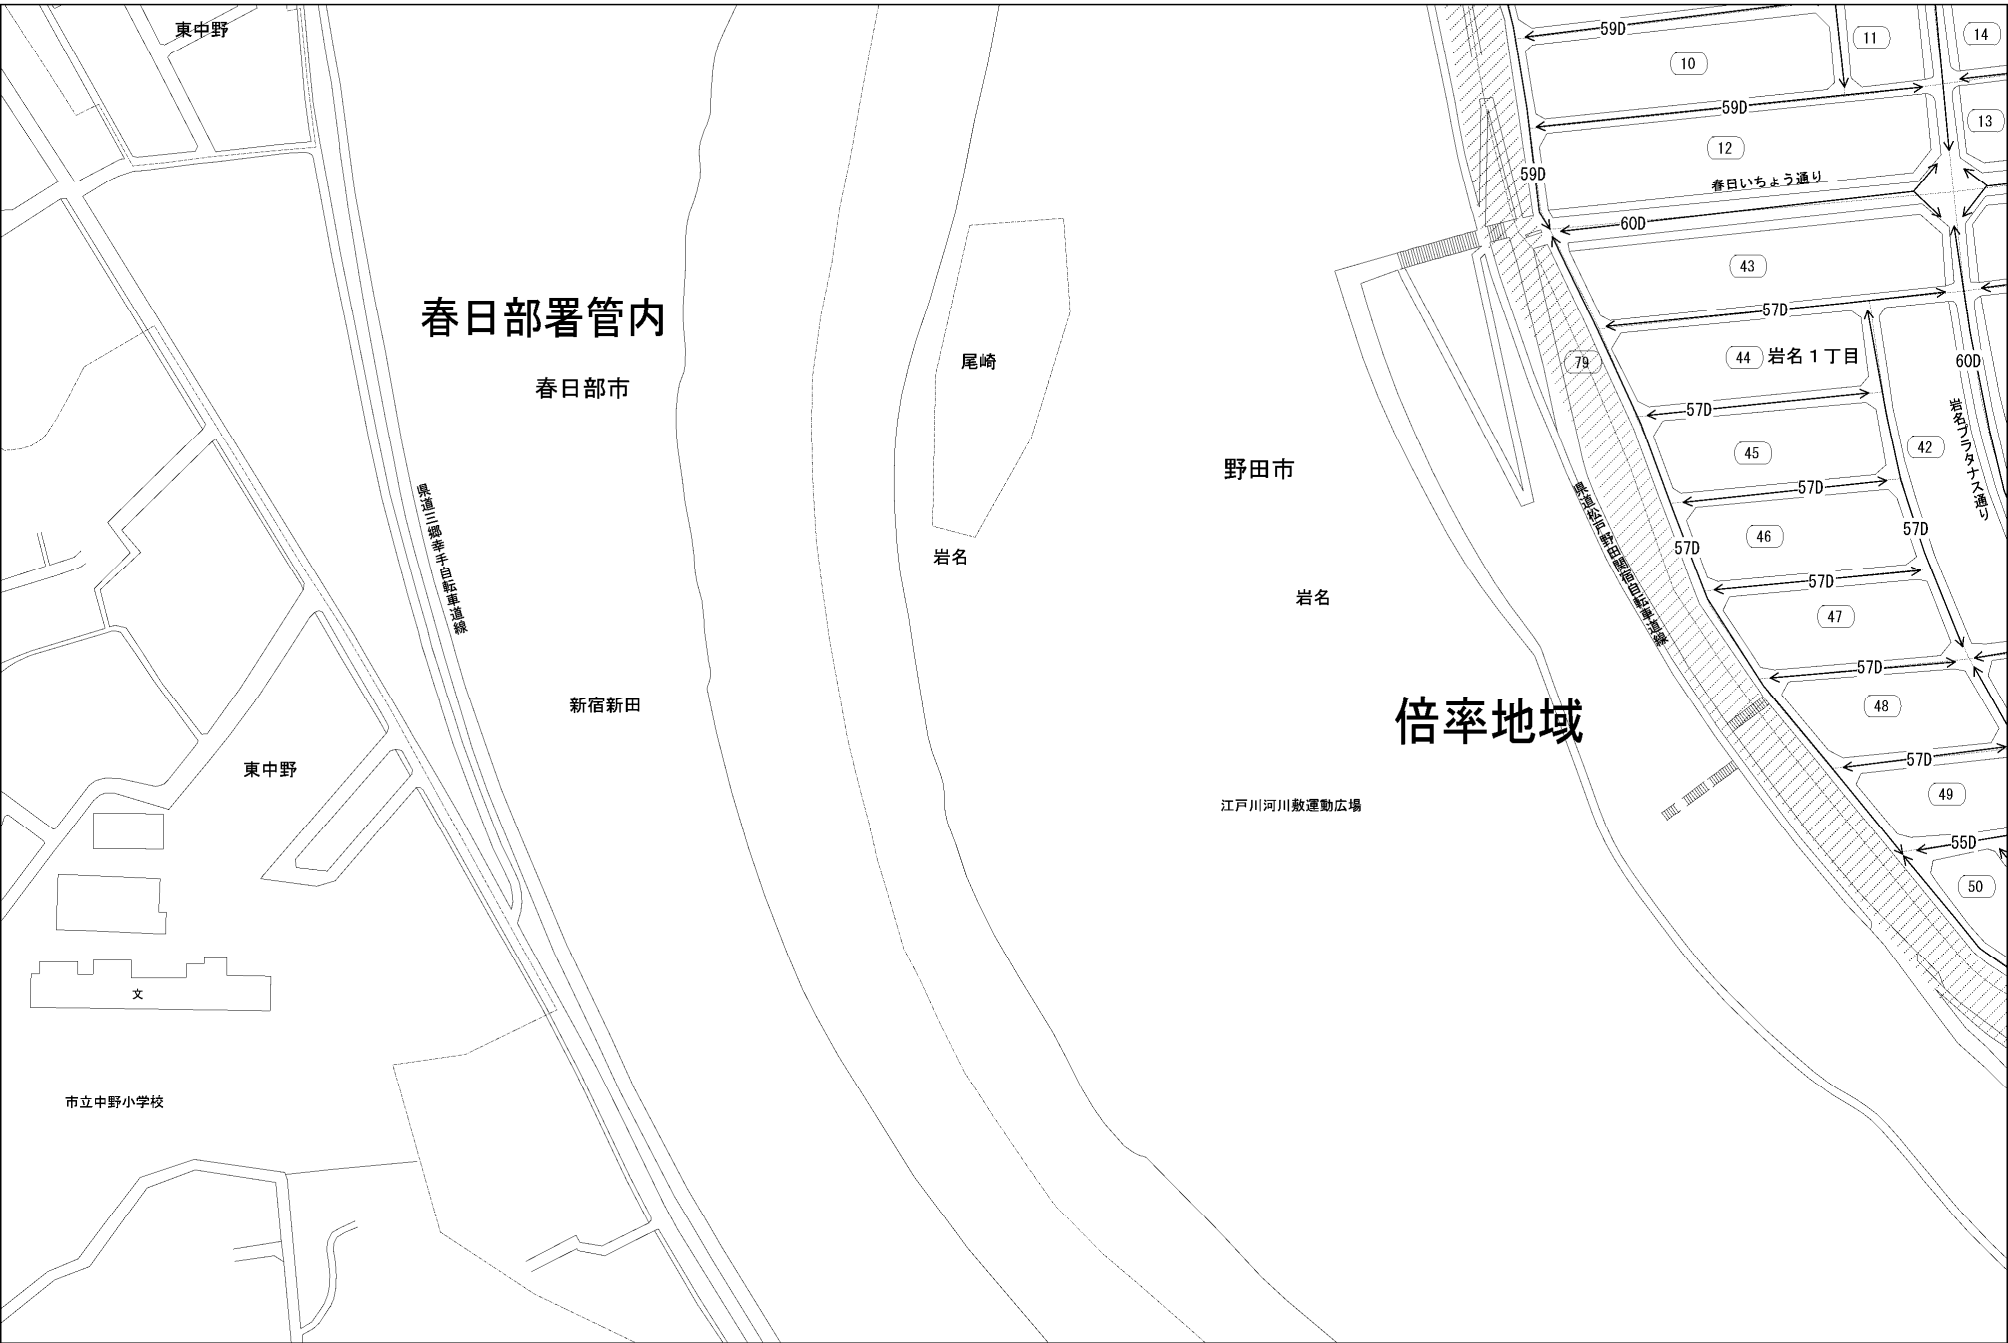 東中野
59D
11
14
10
59D
13
12
59D
春日いちょう通り
60D
43
春日部署管内
57D
尾崎
79
44
岩名1丁目
60D
春日部市
57D
岩名プラタナス通り
45
42
野田市
57D
県道三郷幸手自転車道線
県道松戸野田関宿自転車道線
57D
46
57D
岩名
57D
岩名
47
57D
新宿新田
48
倍率地域
57D
東中野
49
江戸川河川敷運動広場
55D
50
文
市立中野小学校